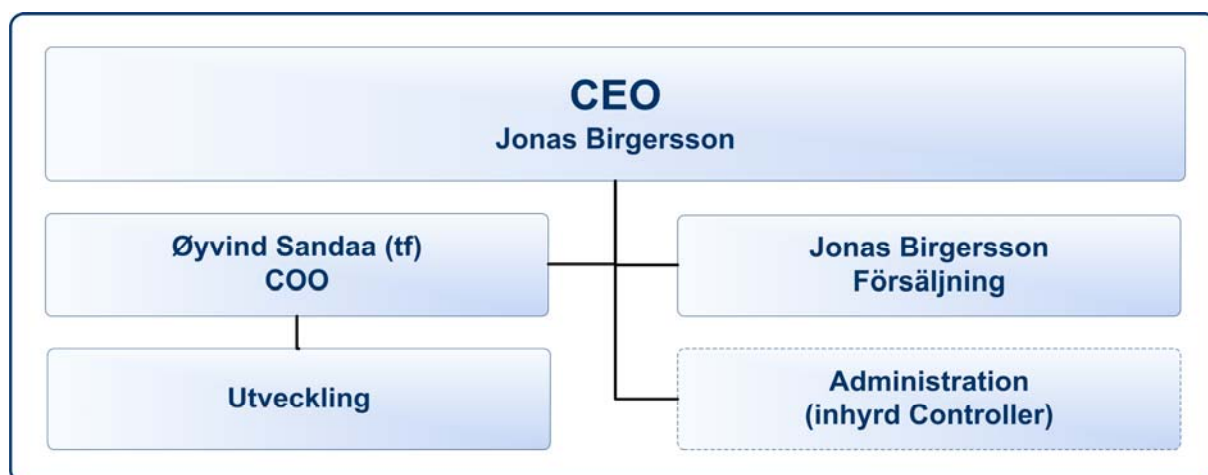 CEO
Jonas Birgersson
Øyvind Sandaa (tf)
COO
Jonas Birgersson
Försäljning
Utveckling
Administration
(inhyrd Controller)